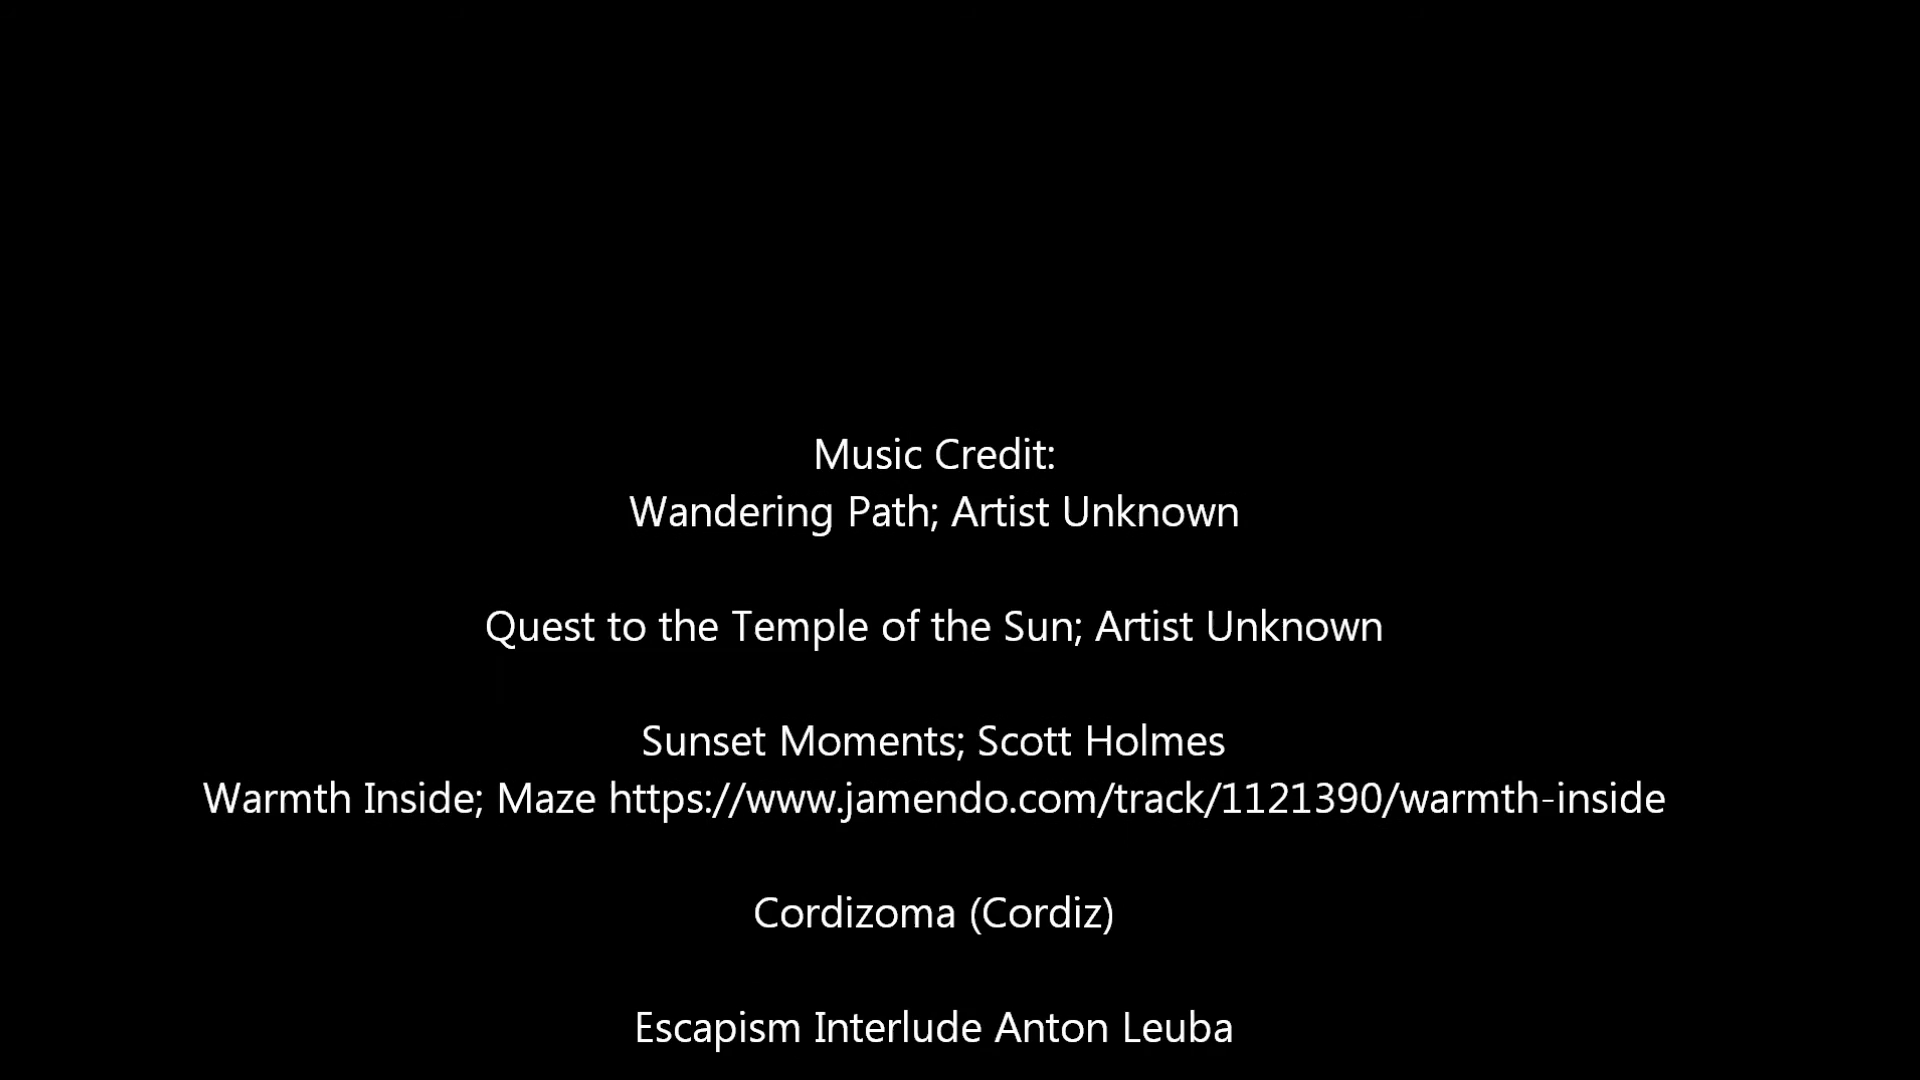 Music Credit:
Wandering Path; Artist Unknown
Quest to the Temple of the Sun; Artist Unknown
Sunset Moments; Scott Holmes
Warmth Inside; Maze https://www.jamendo.com/track/1121390/warmth-inside
Cordizoma (Cordiz)
Escapism Interlude Anton Leuba